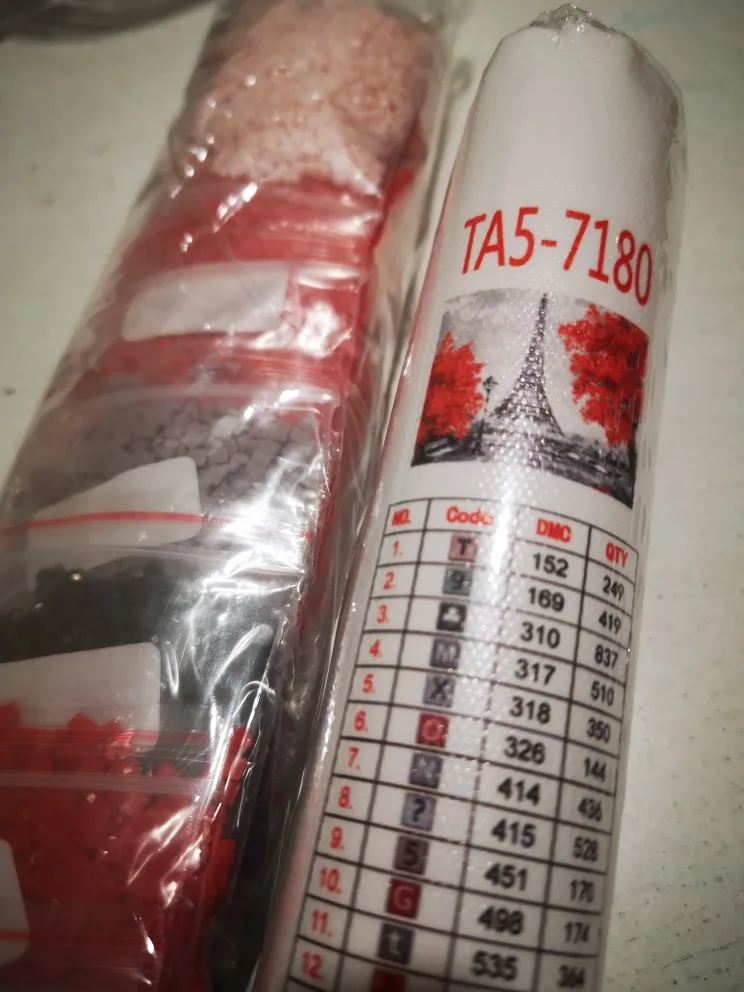 TA5-7180
NO. Code DMC QTY
1. T 152 249
2. 9 169 419
3. ♣ 310 837
4. M 317 510
5. X 318 350
6. O 326 144
7. N 414 436
8. ? 415 528
9. 5 451 170
10. G 498 174
11. t 535 364
12.